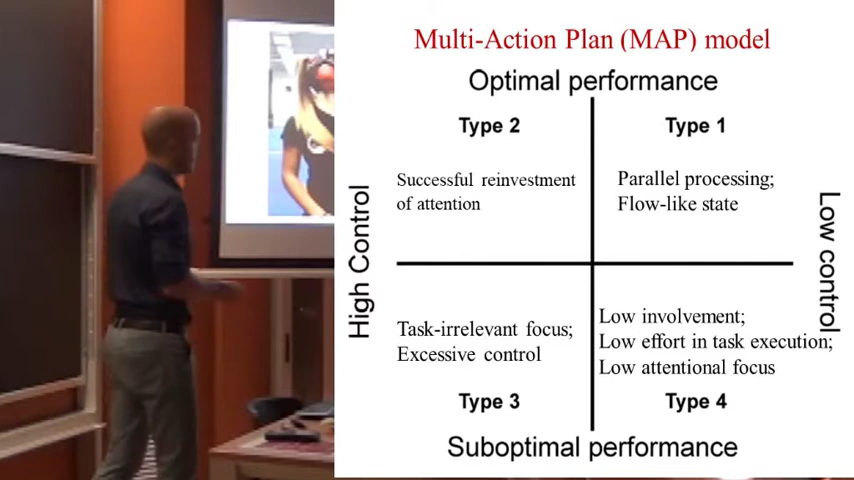 Multi-Action Plan (MAP) model
Optimal performance
Type 2
Type 1
Successful reinvestment
of attention
Parallel processing;
Flow-like state
High Control
Low control
Task-irrelevant focus;
Excessive control
Low involvement;
Low effort in task execution;
Low attentional focus
Type 3
Type 4
Suboptimal performance